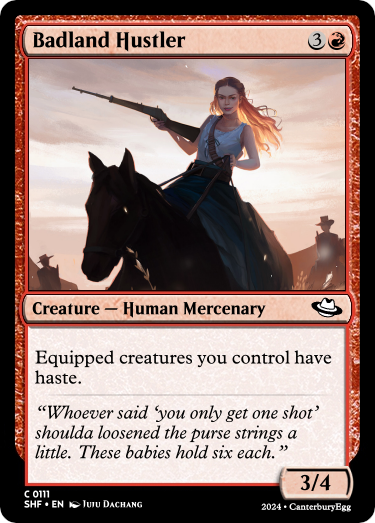 Badland Hustler 3
Creature — Human Mercenary
Equipped creatures you control have
haste.
“Whoever said ‘you only get one shot’
shoulda loosened the purse strings a
little. These babies hold six each.”
3/4
C 0111
SHF • EN Juju Dachang
2024 • CanterburyEgg